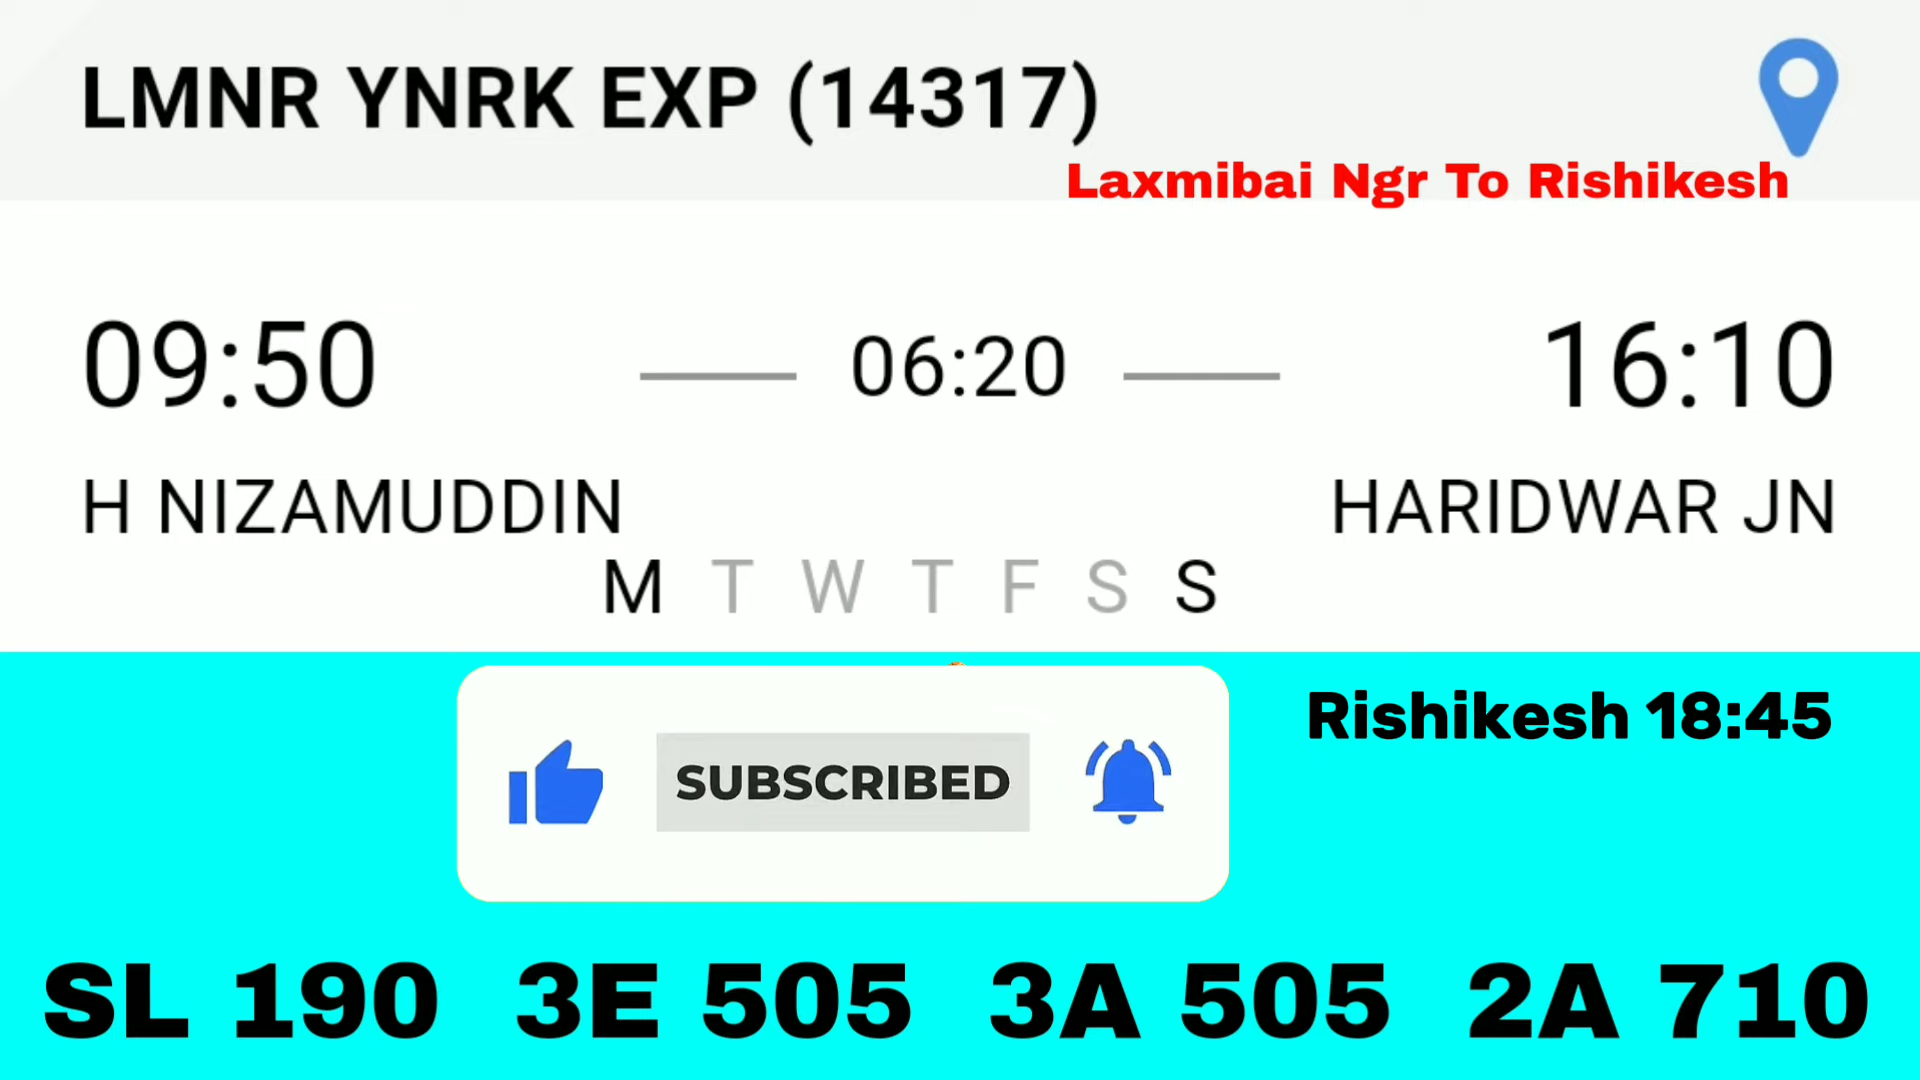 LMNR YNRK EXP (14317)
Laxmibai Ngr To Rishikesh
09:50 06:20 16:10
H NIZAMUDDIN HARIDWAR JN
M T W T F S S
Rishikesh 18:45
SUBSCRIBED
SL 190 3E 505 3A 505 2A 710